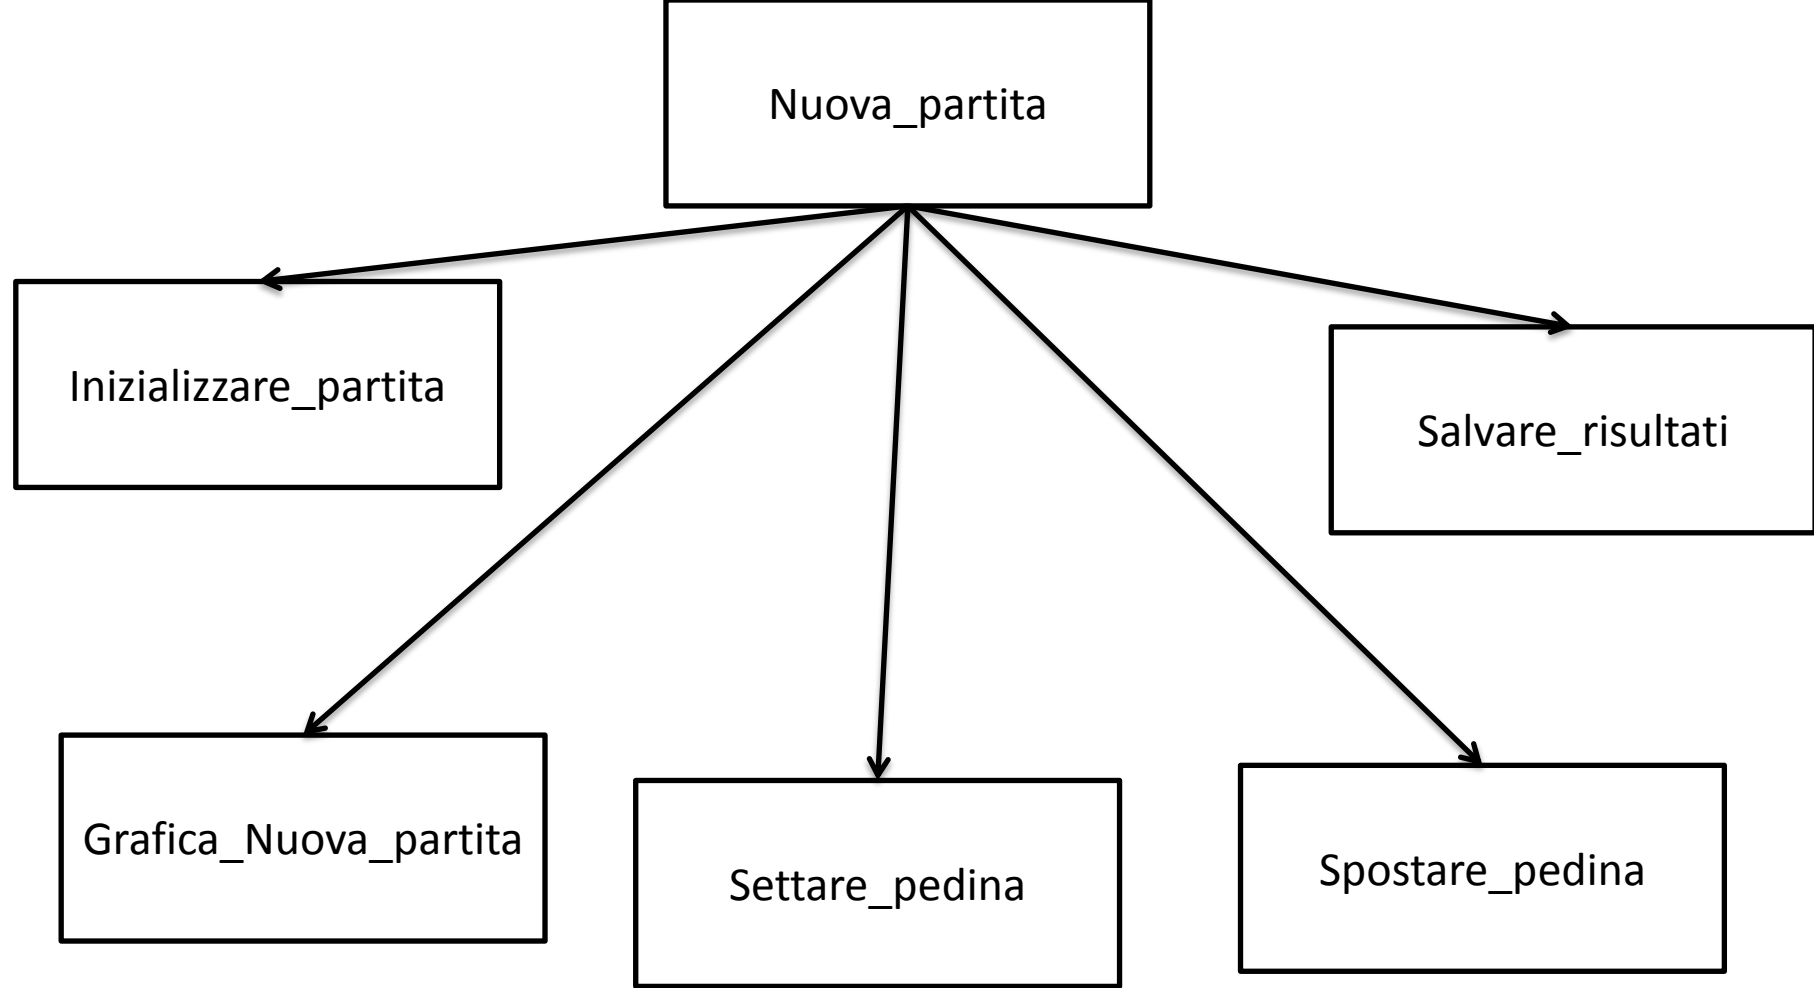 Nuova_partita
Inizializzare_partita
Salvare_risultati
Grafica_Nuova_partita
Settare_pedina
Spostare_pedina